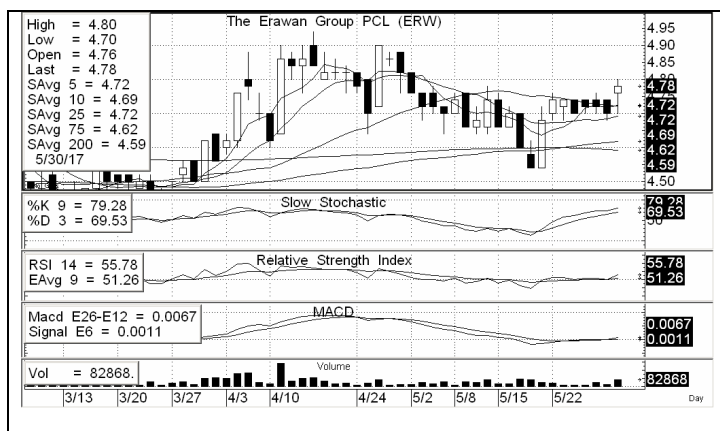 The Erawan Group PCL (ERW)
High = 4.80
Low = 4.70
Open = 4.76
Last = 4.78
SAvg 5 = 4.72
SAvg 10 = 4.69
SAvg 25 = 4.72
SAvg 75 = 4.62
SAvg 200 = 4.59
5/30/17
4.95
4.90
4.85
4.80
4.78
4.72
4.69
4.62
4.59
4.50
Slow Stochastic
%K 9 = 79.28
%D 3 = 69.53
79.28
69.53
50
Relative Strength Index
RSI 14 = 55.78
EAvg 9 = 51.26
55.78
51.26
MACD
Macd E26-E12 = 0.0067
Signal E6 = 0.0011
0.0067
0.0011
Volume
Vol = 82868.
82868
3/13 3/20 3/27 4/3 4/10 4/24 5/2 5/8 5/15 5/22 Day